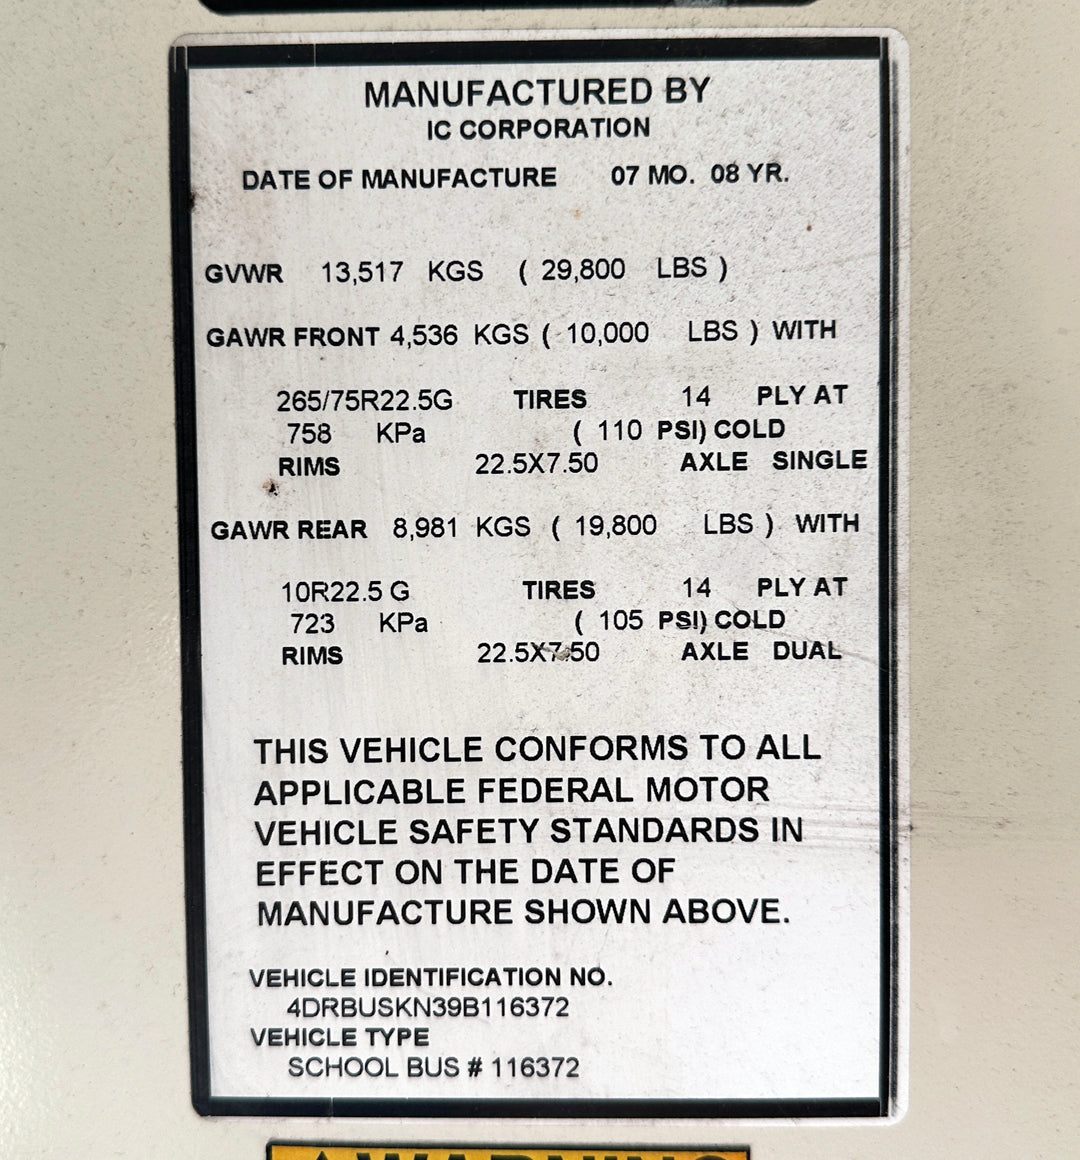 MANUFACTURED BY
IC CORPORATION
DATE OF MANUFACTURE 07 MO. 08 YR.
GVWR 13,517 KGS ( 29,800 LBS )
GAWR FRONT 4,536 KGS ( 10,000 LBS ) WITH
265/75R22.5G TIRES 14 PLY AT
758 KPa ( 110 PSI) COLD
RIMS 22.5X7.50 AXLE SINGLE
GAWR REAR 8,981 KGS ( 19,800 LBS ) WITH
10R22.5 G TIRES 14 PLY AT
723 KPa ( 105 PSI) COLD
RIMS 22.5X7.50 AXLE DUAL
THIS VEHICLE CONFORMS TO ALL
APPLICABLE FEDERAL MOTOR
VEHICLE SAFETY STANDARDS IN
EFFECT ON THE DATE OF
MANUFACTURE SHOWN ABOVE.
VEHICLE IDENTIFICATION NO.
4DRBUSKN39B116372
VEHICLE TYPE
SCHOOL BUS # 116372
WARNING